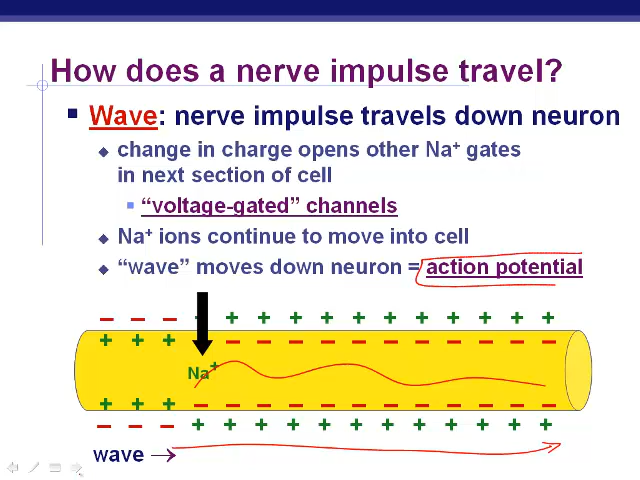 How does a nerve impulse travel?
Wave: nerve impulse travels down neuron
change in charge opens other Na+ gates
in next section of cell
“voltage-gated” channels
Na+ ions continue to move into cell
“wave” moves down neuron = action potential
– – – + + + + + + + + + + + +
+ + + – – – – – – – – – – –
Na+
+ + + – – – – – – – – – – – –
– – – + + + + + + + + + + + +
wave →